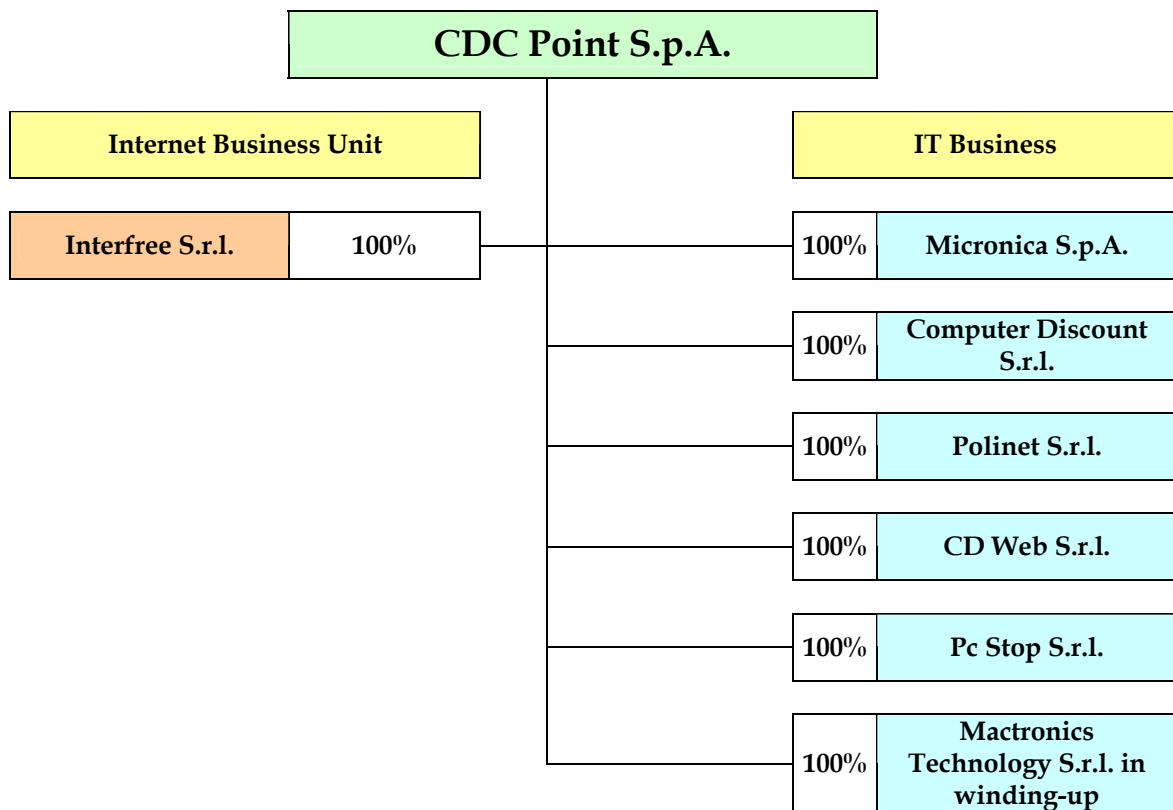 CDC Point S.p.A.
Internet Business Unit
IT Business
Interfree S.r.l.
100%
100%
Micronica S.p.A.
100%
Computer Discount
S.r.l.
100%
Polinet S.r.l.
100%
CD Web S.r.l.
100%
Pc Stop S.r.l.
100%
Mactronics
Technology S.r.l. in
winding-up